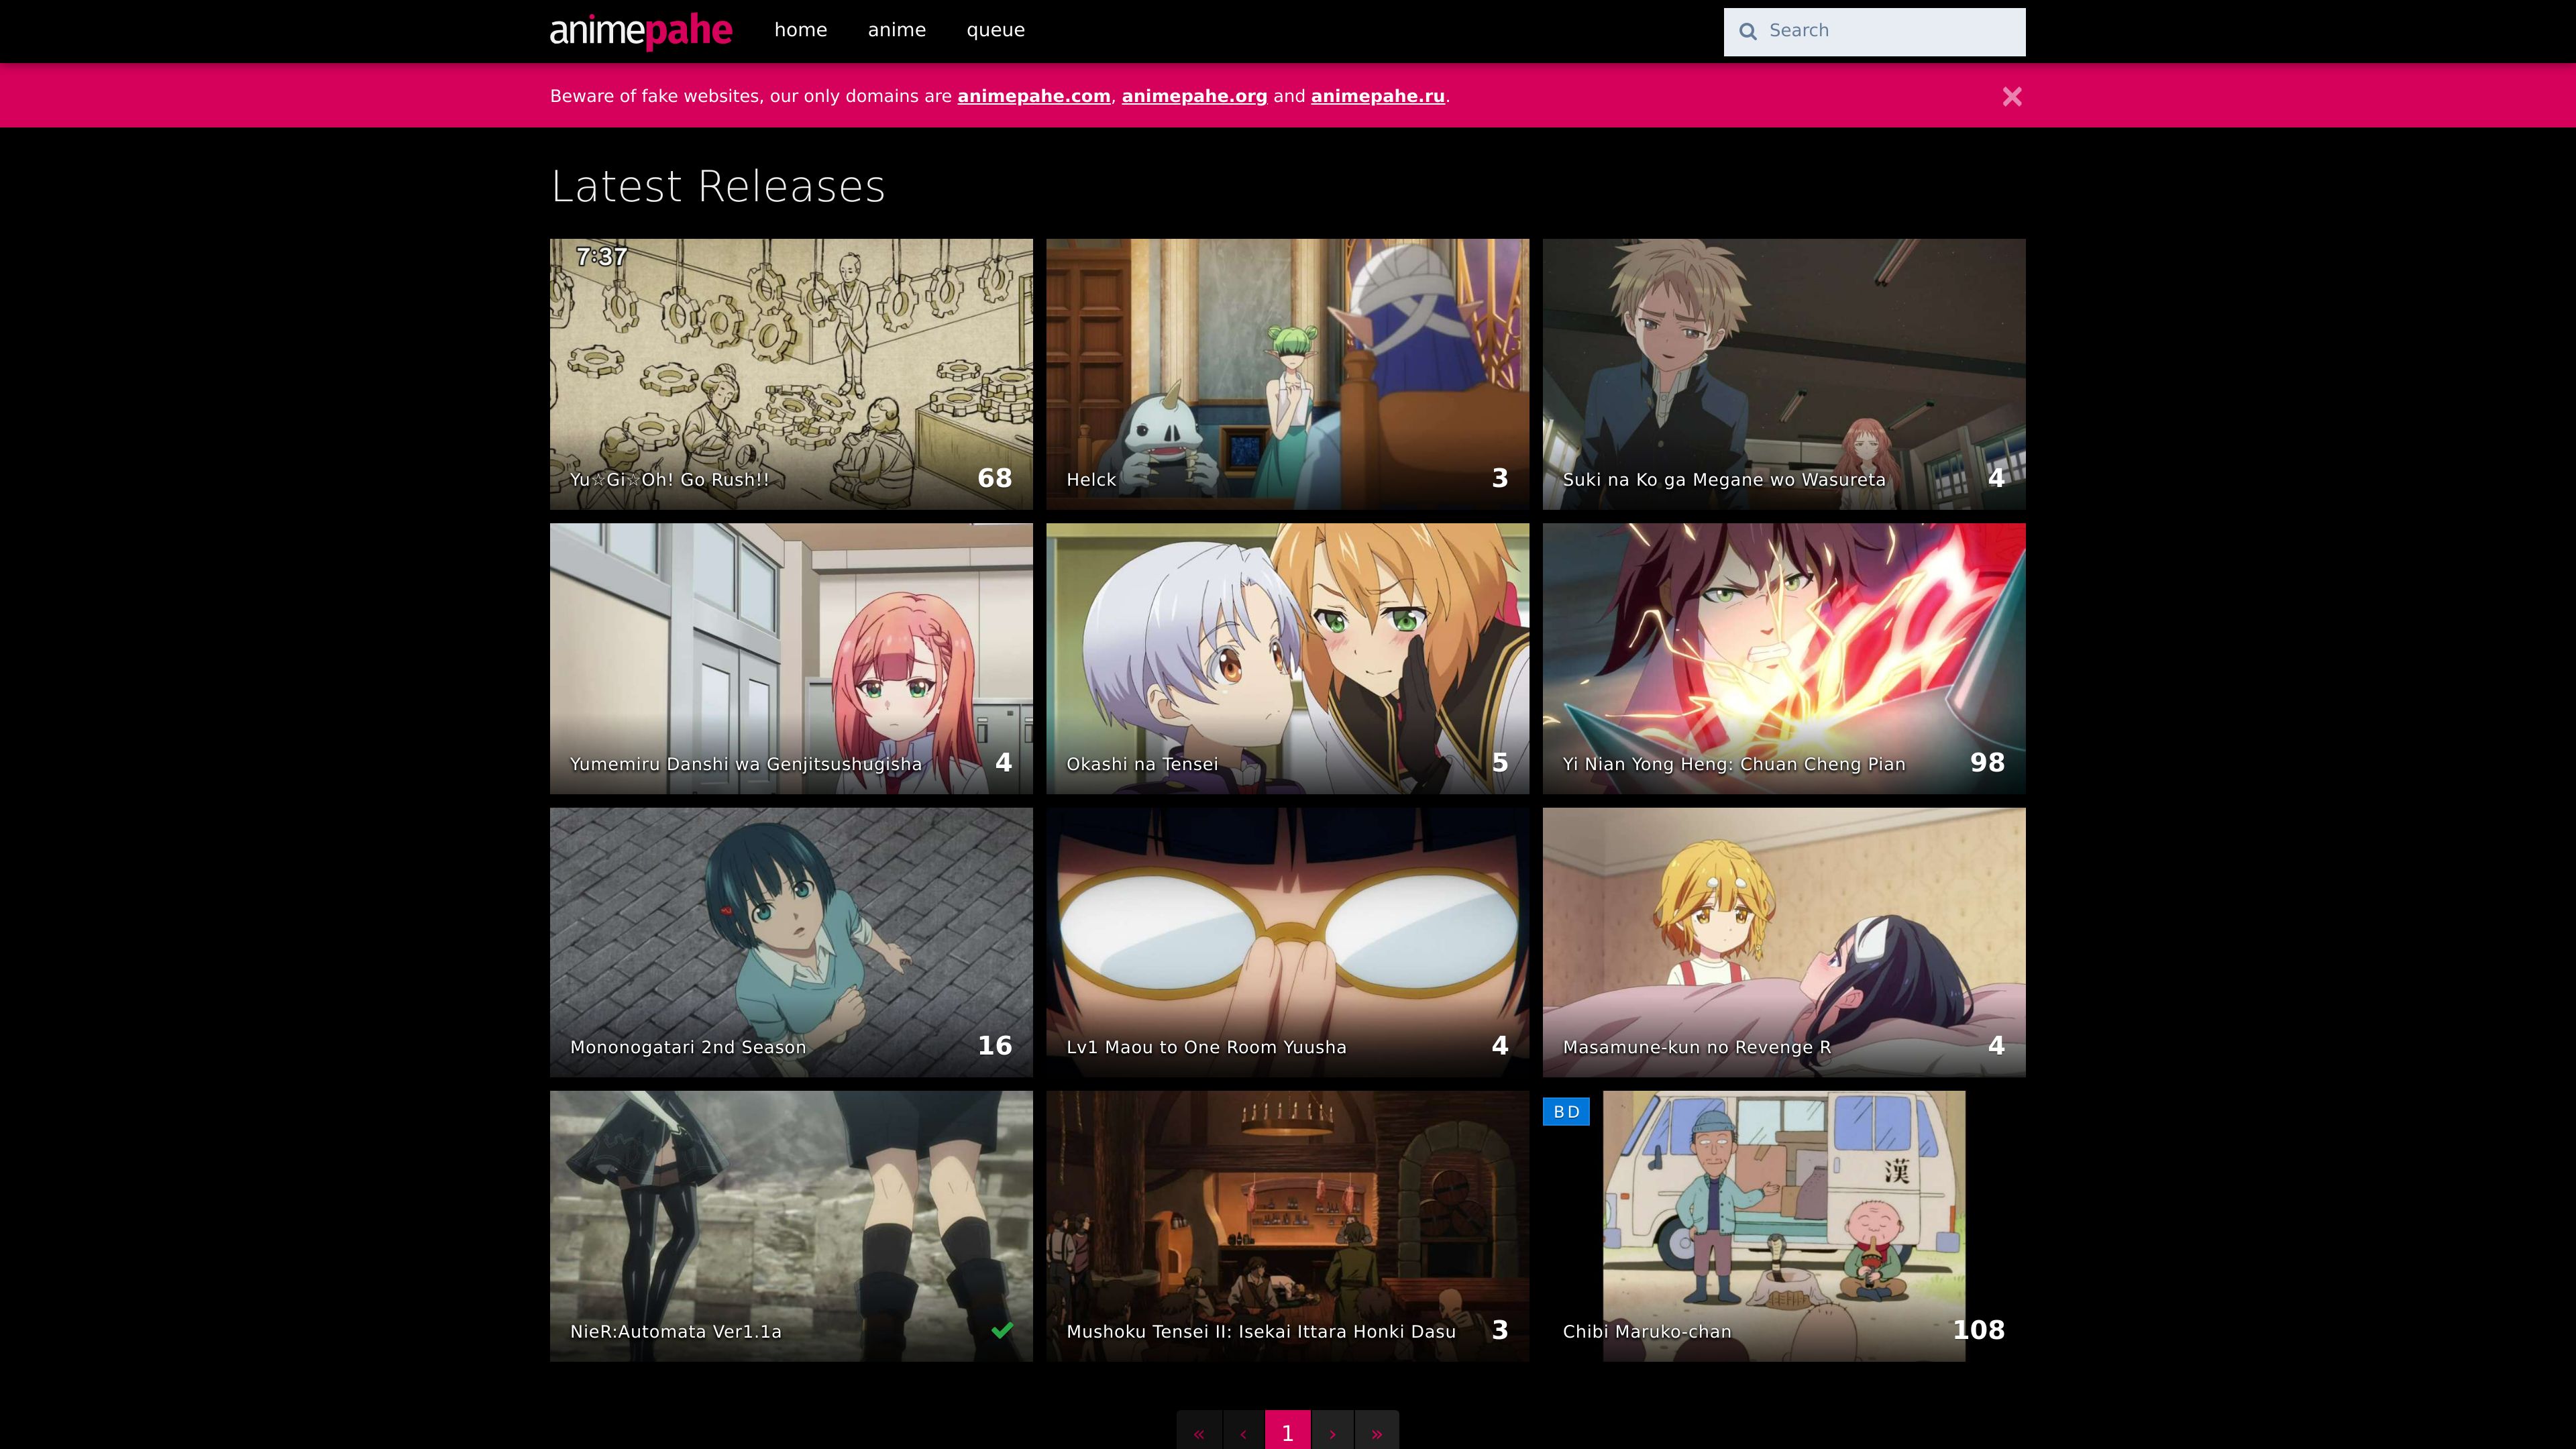 animepahe
home
anime
queue
Search
Beware of fake websites, our only domains are animepahe.com, animepahe.org and animepahe.ru.
Latest Releases
7:37
Yu☆Gi☆Oh! Go Rush!!
68
Helck
3
Suki na Ko ga Megane wo Wasureta
4
Yumemiru Danshi wa Genjitsushugisha
4
Okashi na Tensei
5
Yi Nian Yong Heng: Chuan Cheng Pian
98
Mononogatari 2nd Season
16
Lv1 Maou to One Room Yuusha
4
Masamune-kun no Revenge R
4
NieR:Automata Ver1.1a
Mushoku Tensei II: Isekai Ittara Honki Dasu
3
BD
漢
Chibi Maruko-chan
108
« ‹ 1 › »